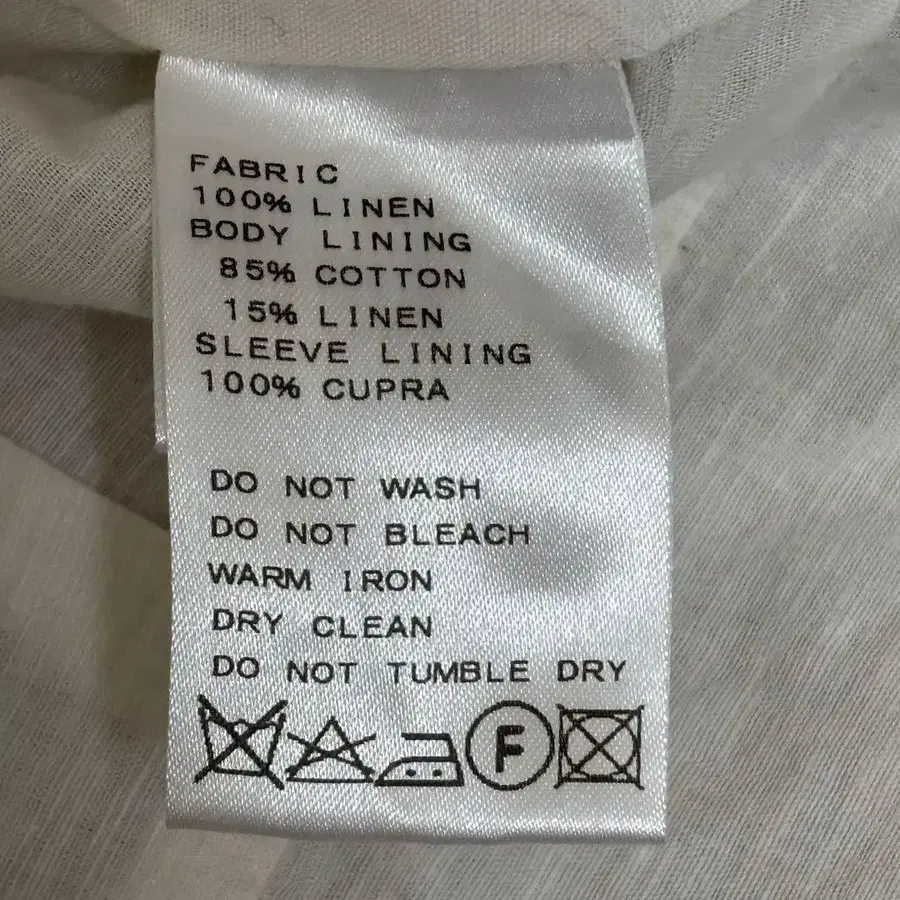 FABRIC
100% LINEN
BODY LINING
85% COTTON
15% LINEN
SLEEVE LINING
100% CUPRA
DO NOT WASH
DO NOT BLEACH
WARM IRON
DRY CLEAN
DO NOT TUMBLE DRY
F